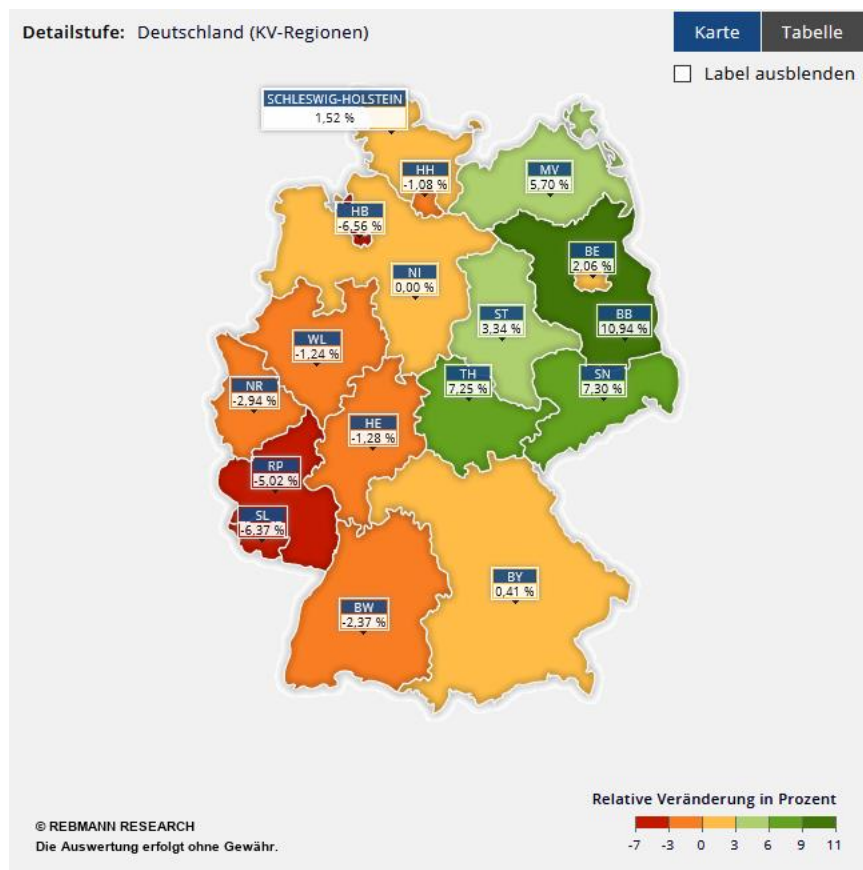 Detailstufe: Deutschland (KV-Regionen)
Karte
Tabelle
Label ausblenden
SCHLESWIG-HOLSTEIN
1,52 %
HH
-1,08 %
MV
5,70 %
HB
-6,56 %
BE
2,06 %
NI
0,00 %
ST
3,34 %
BB
10,94 %
WL
-1,24 %
TH
7,25 %
SN
7,30 %
NR
-2,94 %
HE
-1,28 %
RP
-5,02 %
SL
-6,37 %
BY
0,41 %
BW
-2,37 %
Relative Veränderung in Prozent
-7 -3 0 3 6 9 11
© REBMANN RESEARCH
Die Auswertung erfolgt ohne Gewähr.